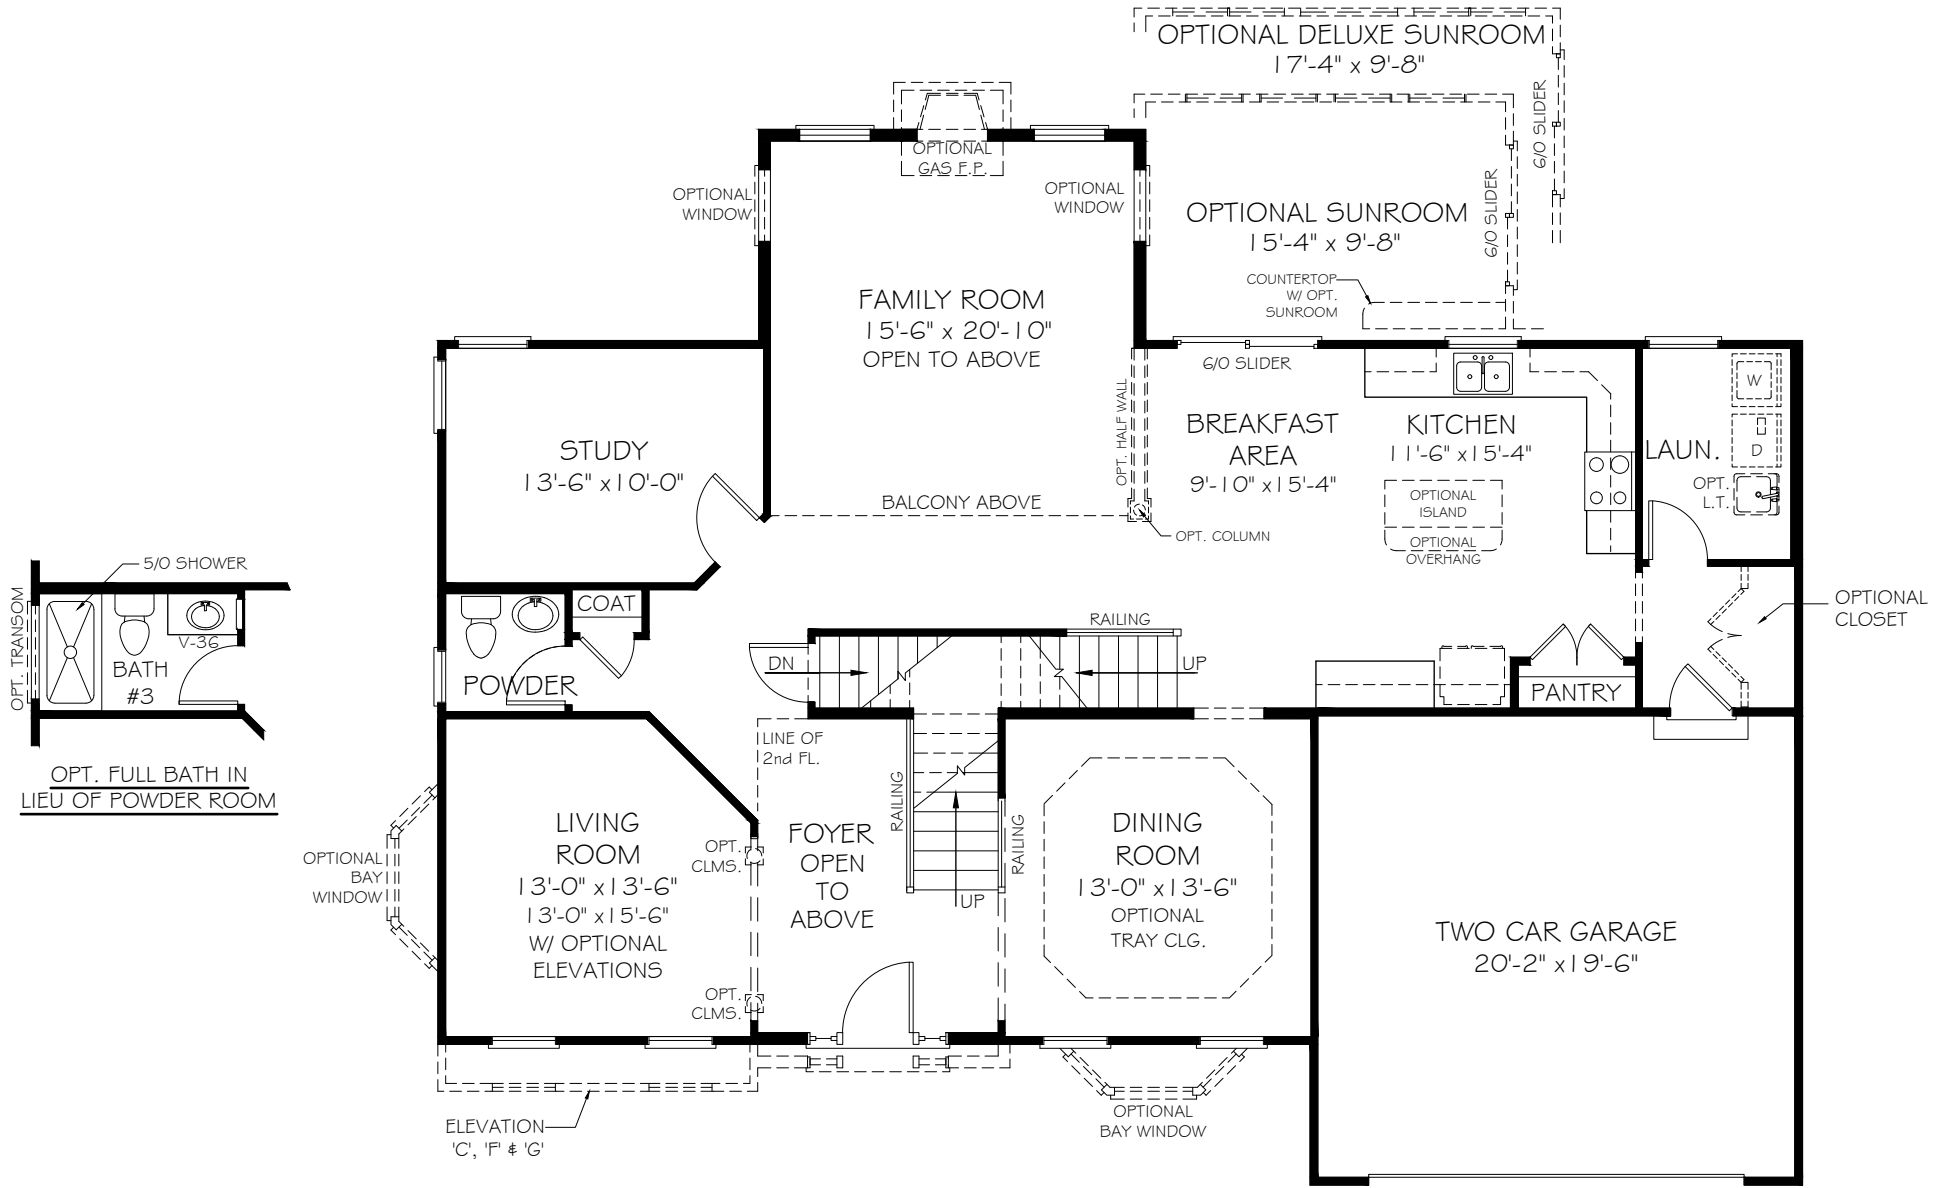 OPTIONAL DELUXE SUNROOM
17'-4" x 9'-8"
6/0 SLIDER
OPTIONAL
GAS F.P.
OPTIONAL
WINDOW
OPTIONAL
WINDOW
OPTIONAL SUNROOM
15'-4" x 9'-8"
6/0 SLIDER
COUNTERTOP
W/ OPT.
SUNROOM
FAMILY ROOM
15'-6" x 20'-10"
OPEN TO ABOVE
6/0 SLIDER
OPT. HALF WALL
STUDY
13'-6" x10'-0"
BREAKFAST
AREA
9'-10" x15'-4"
KITCHEN
11'-6" x15'-4"
OPTIONAL
ISLAND
OPTIONAL
OVERHANG
LAUN.
W
D
OPT.
L.T.
BALCONY ABOVE
OPT. COLUMN
5/0 SHOWER
OPT. TRANSOM
V-36
BATH
#3
OPT. FULL BATH IN
LIEU OF POWDER ROOM
COAT
POWDER
DN
RAILING
UP
PANTRY
OPTIONAL
CLOSET
LINE OF
2nd FL.
RAILING
RAILING
UP
LIVING
ROOM
13'-0" x13'-6"
13'-0" x15'-6"
W/ OPTIONAL
ELEVATIONS
OPT.
CLMS.
OPT.
CLMS.
OPTIONAL
BAY
WINDOW
FOYER
OPEN
TO
ABOVE
DINING
ROOM
13'-0" x13'-6"
OPTIONAL
TRAY CLG.
TWO CAR GARAGE
20'-2" x19'-6"
ELEVATION
'C', 'F' & 'G'
OPTIONAL
BAY WINDOW